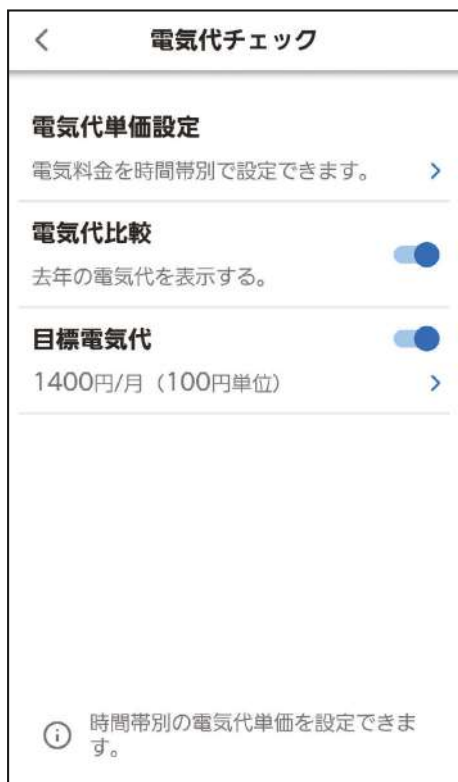 電気代チェック
電気代単価設定
電気料金を時間帯別で設定できます。
電気代比較
去年の電気代を表示する。
目標電気代
1400円/月（100円単位）
時間帯別の電気代単価を設定できま
す。